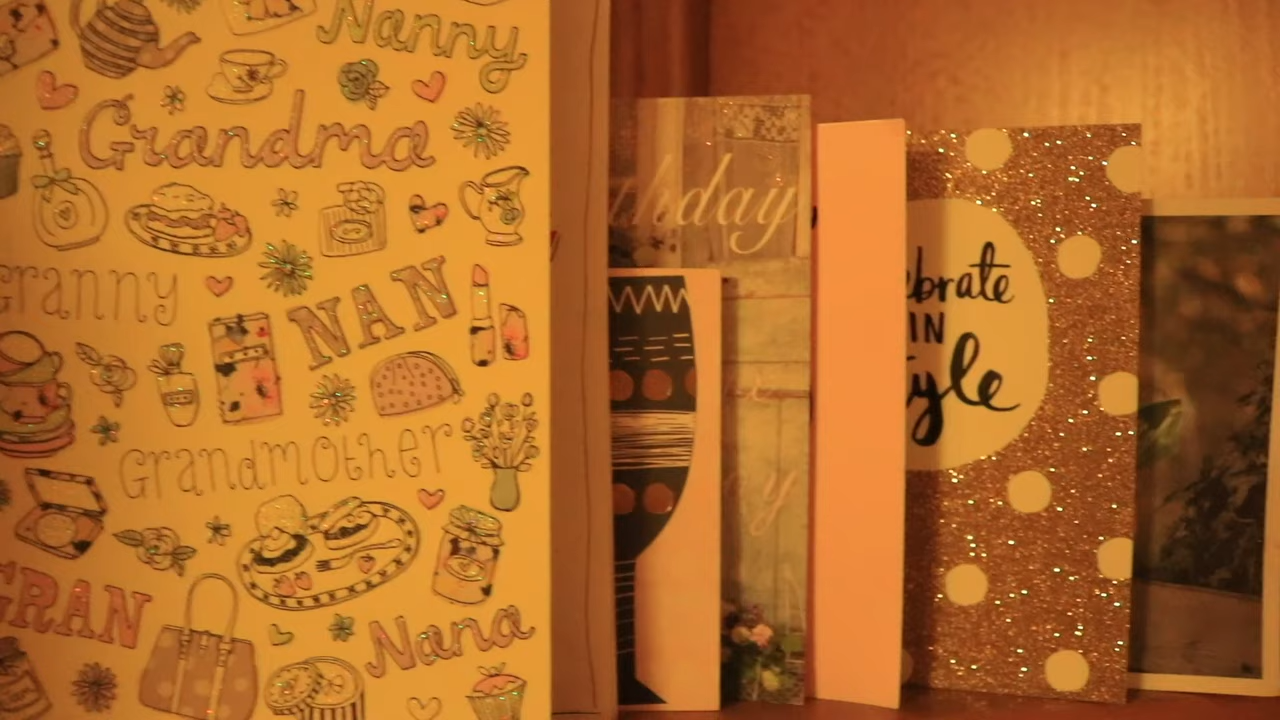 Nanny
Grandma
Granny
NAN
Grandmother
GRAN
Nana
thday
y
ebrate
IN
tyle